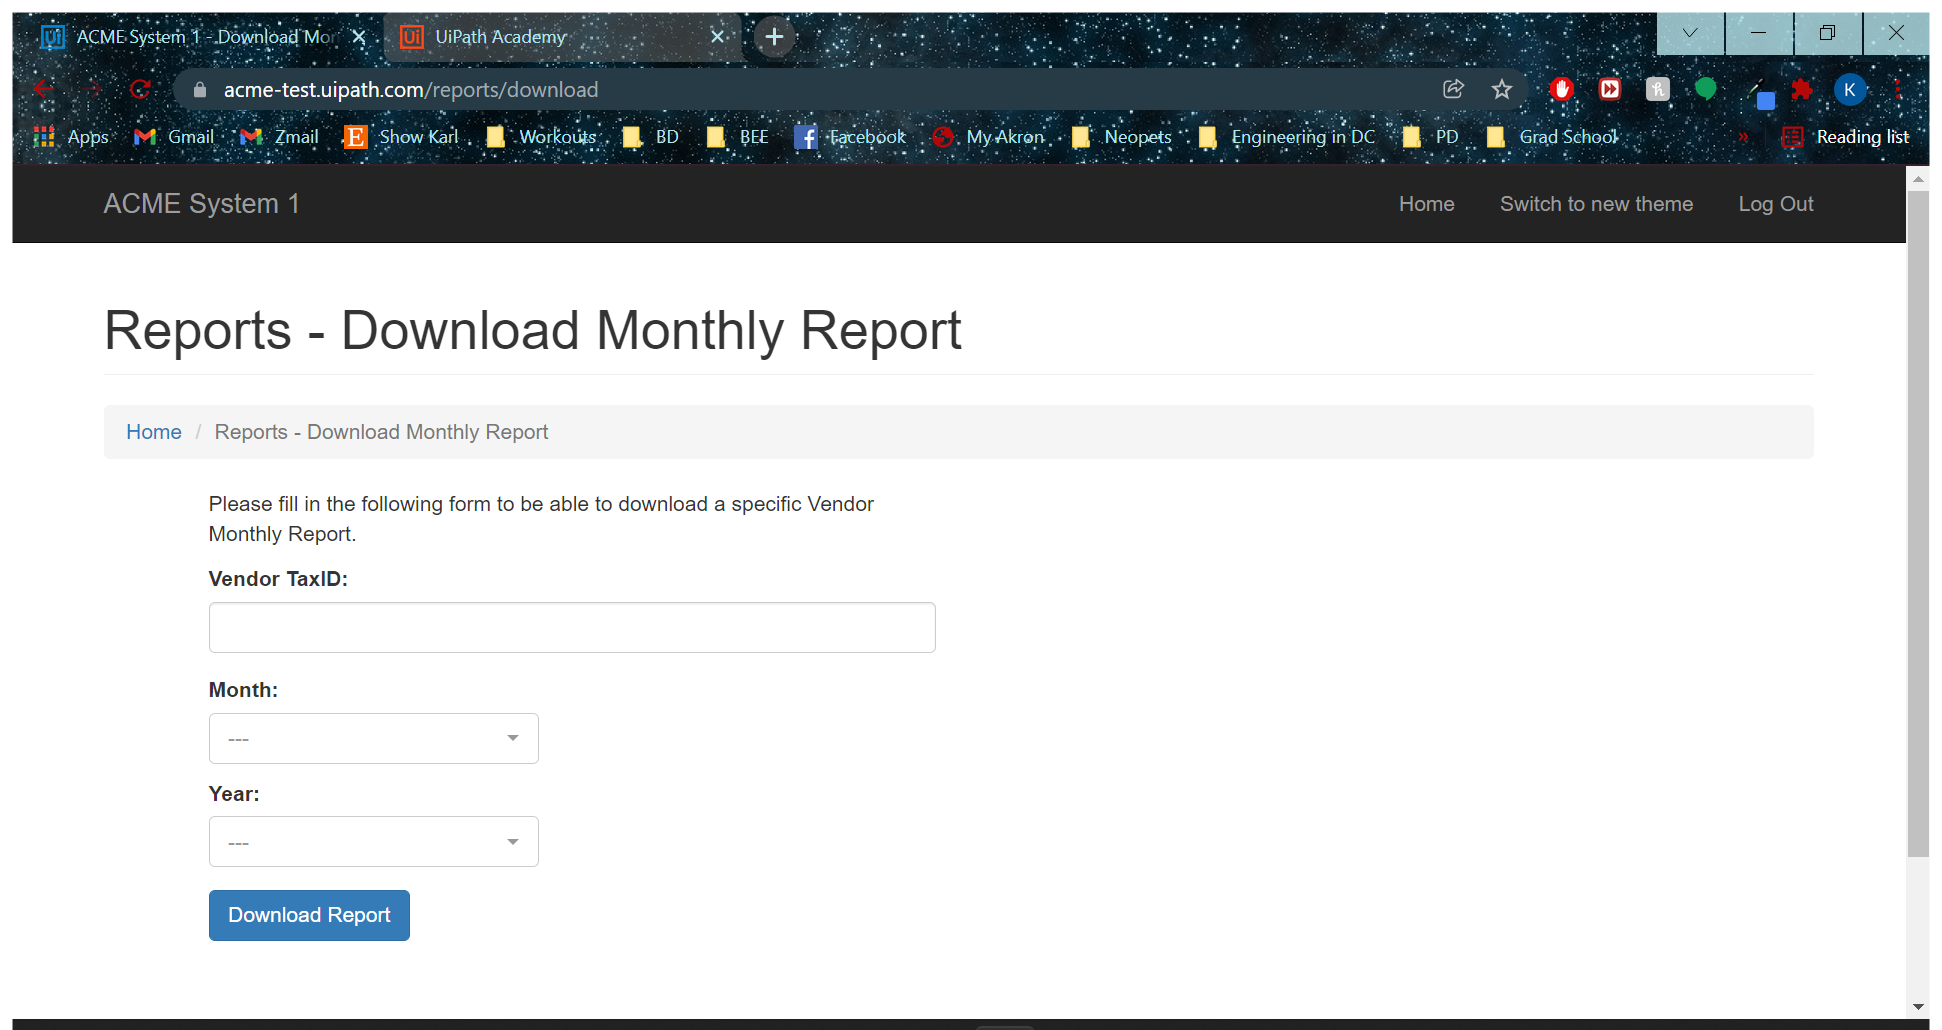 ACME System 1 - Download Mon
UiPath Academy
acme-test.uipath.com/reports/download
K
Apps
Gmail
Zmail
Show Karl
Workouts
BD
BEE
Facebook
My Akron
Neopets
Engineering in DC
PD
Grad School
»
Reading list
ACME System 1
Home
Switch to new theme
Log Out
Reports - Download Monthly Report
Home / Reports - Download Monthly Report
Please fill in the following form to be able to download a specific Vendor
Monthly Report.
Vendor TaxID:
Month:
---
Year:
---
Download Report